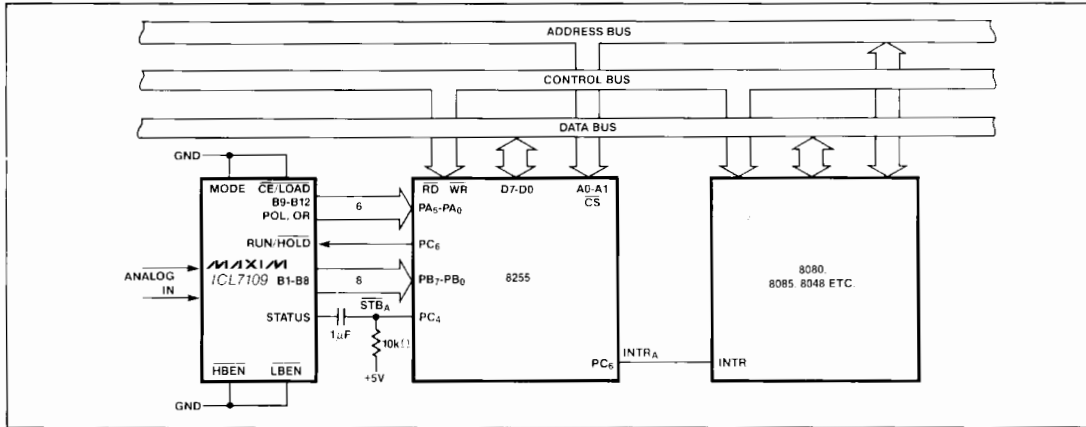 ADDRESS BUS
CONTROL BUS
DATA BUS
GND
MODE CE/LOAD
B9-B12
POL, OR
6
RUN/HOLD
MAXIM
ICL7109
B1-B8
8
ANALOG
IN
STATUS
1µF
STBA
10kΩ
+5V
HBEN LBEN
GND
RD WR D7-D0 A0-A1
CS
PA5-PA0
PC6
PB7-PB0
8255
PC4
PC6
INTRA
INTR
8080,
8085, 8048 ETC.